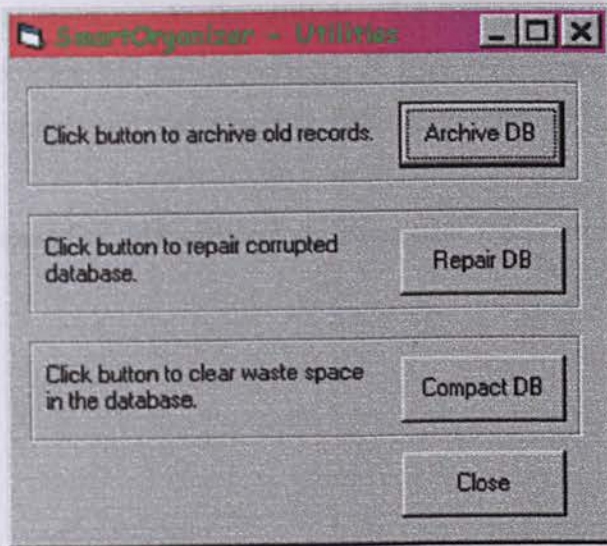 SmartOrganizer - Utilities
Click button to archive old records.
Archive DB
Click button to repair corrupted
database.
Repair DB
Click button to clear waste space
in the database.
Compact DB
Close